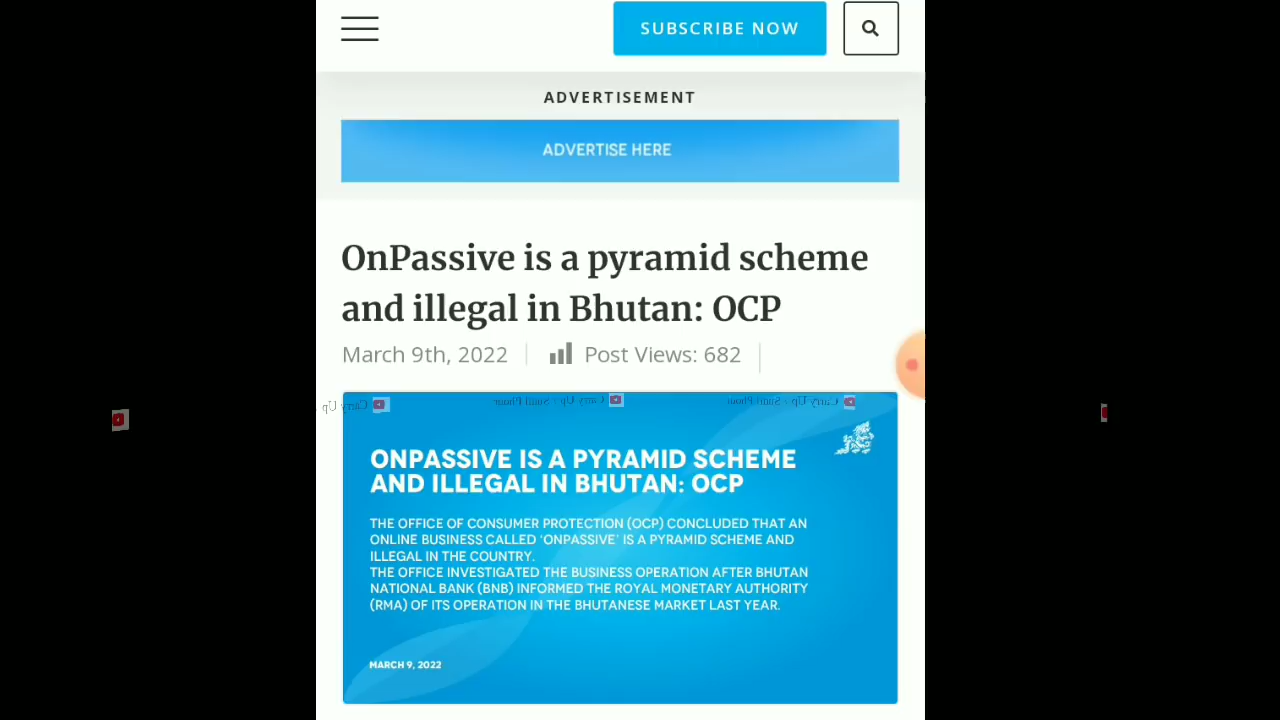 SUBSCRIBE NOW
ADVERTISEMENT
ADVERTISE HERE
OnPassive is a pyramid scheme
and illegal in Bhutan: OCP
March 9th, 2022 Post Views: 682
ONPASSIVE IS A PYRAMID SCHEME
AND ILLEGAL IN BHUTAN: OCP
THE OFFICE OF CONSUMER PROTECTION (OCP) CONCLUDED THAT AN
ONLINE BUSINESS CALLED 'ONPASSIVE' IS A PYRAMID SCHEME AND
ILLEGAL IN THE COUNTRY.
THE OFFICE INVESTIGATED THE BUSINESS OPERATION AFTER BHUTAN
NATIONAL BANK (BNB) INFORMED THE ROYAL MONETARY AUTHORITY
(RMA) OF ITS OPERATION IN THE BHUTANESE MARKET LAST YEAR.
MARCH 9, 2022